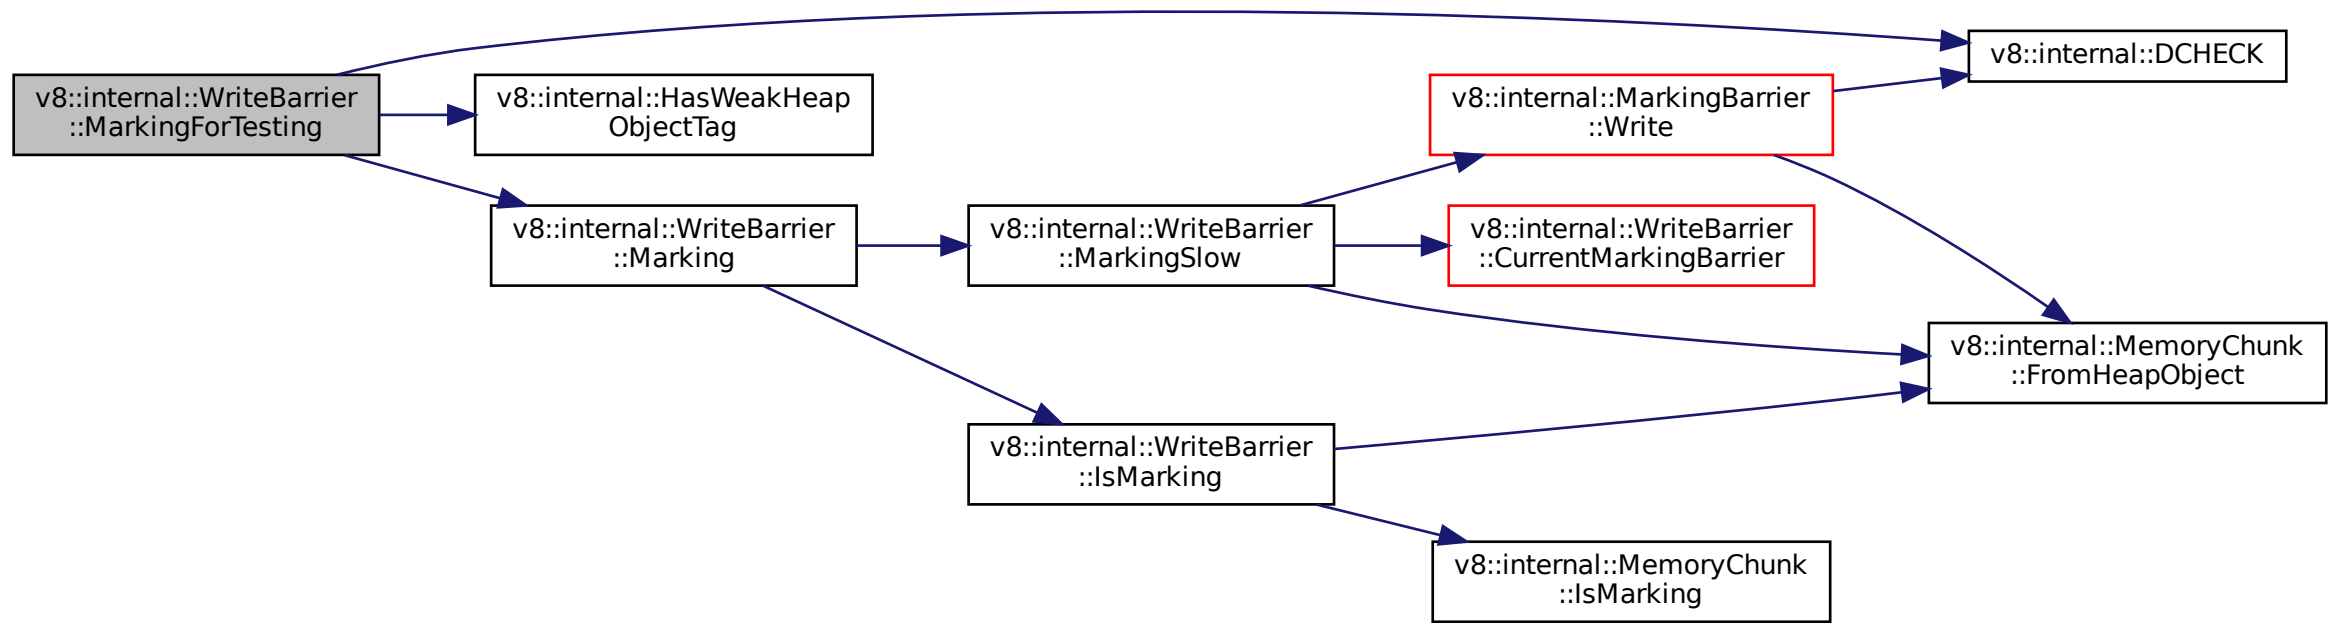 v8::internal::WriteBarrier
::MarkingForTesting
v8::internal::HasWeakHeap
ObjectTag
v8::internal::WriteBarrier
::Marking
v8::internal::WriteBarrier
::MarkingSlow
v8::internal::WriteBarrier
::IsMarking
v8::internal::MarkingBarrier
::Write
v8::internal::WriteBarrier
::CurrentMarkingBarrier
v8::internal::MemoryChunk
::IsMarking
v8::internal::DCHECK
v8::internal::MemoryChunk
::FromHeapObject